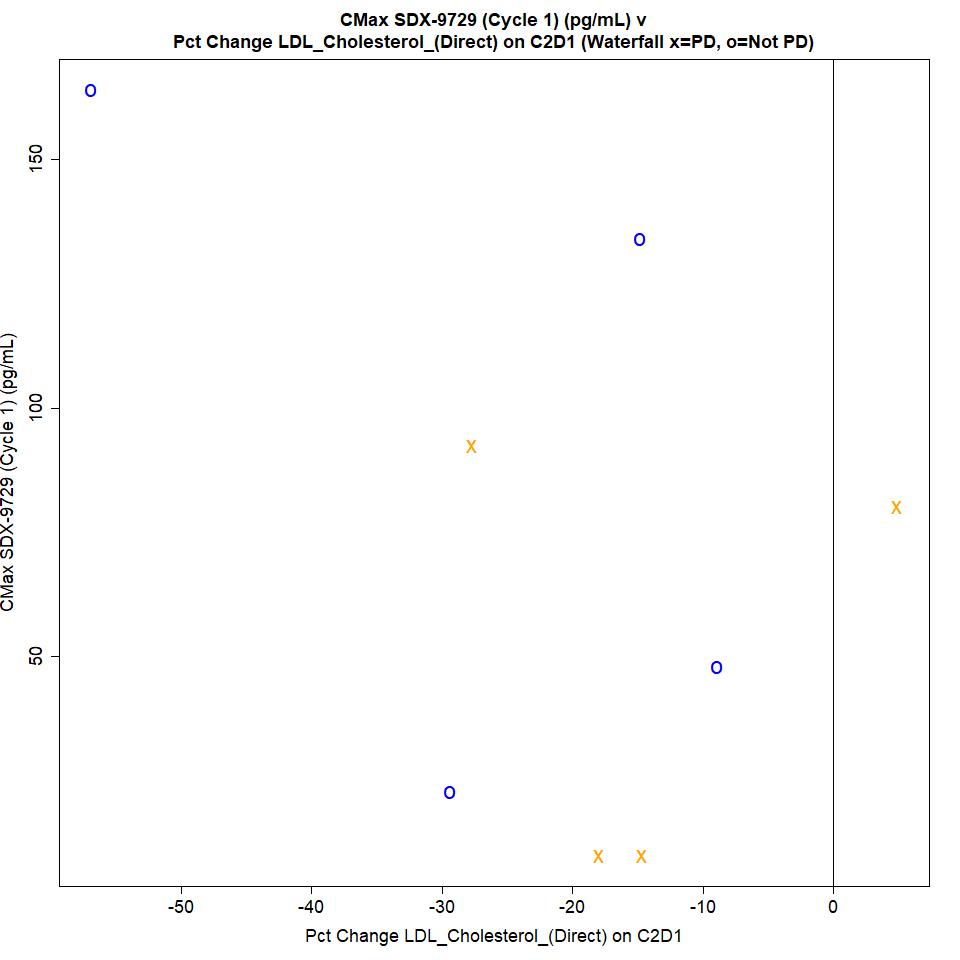 CMax SDX-9729 (Cycle 1) (pg/mL) v
Pct Change LDL_Cholesterol_(Direct) on C2D1 (Waterfall x=PD, o=Not PD)
CMax SDX-9729 (Cycle 1) (pg/mL)
150
100
50
O
O
X
X
O
O
X X
-50 -40 -30 -20 -10 0
Pct Change LDL_Cholesterol_(Direct) on C2D1